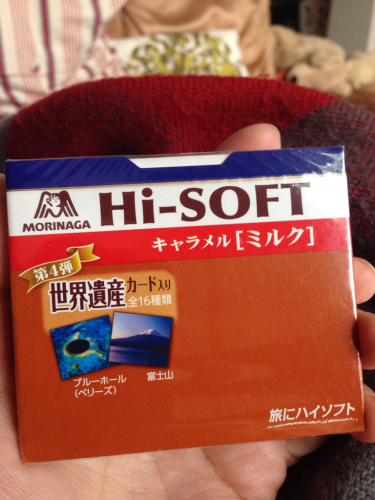 MORINAGA
Hi-SOFT
キャラメル [ミルク]
第4弾
世界遺産カード入り
全16種類
ブルーホール
(ベリーズ)
富士山
旅にハイソフト